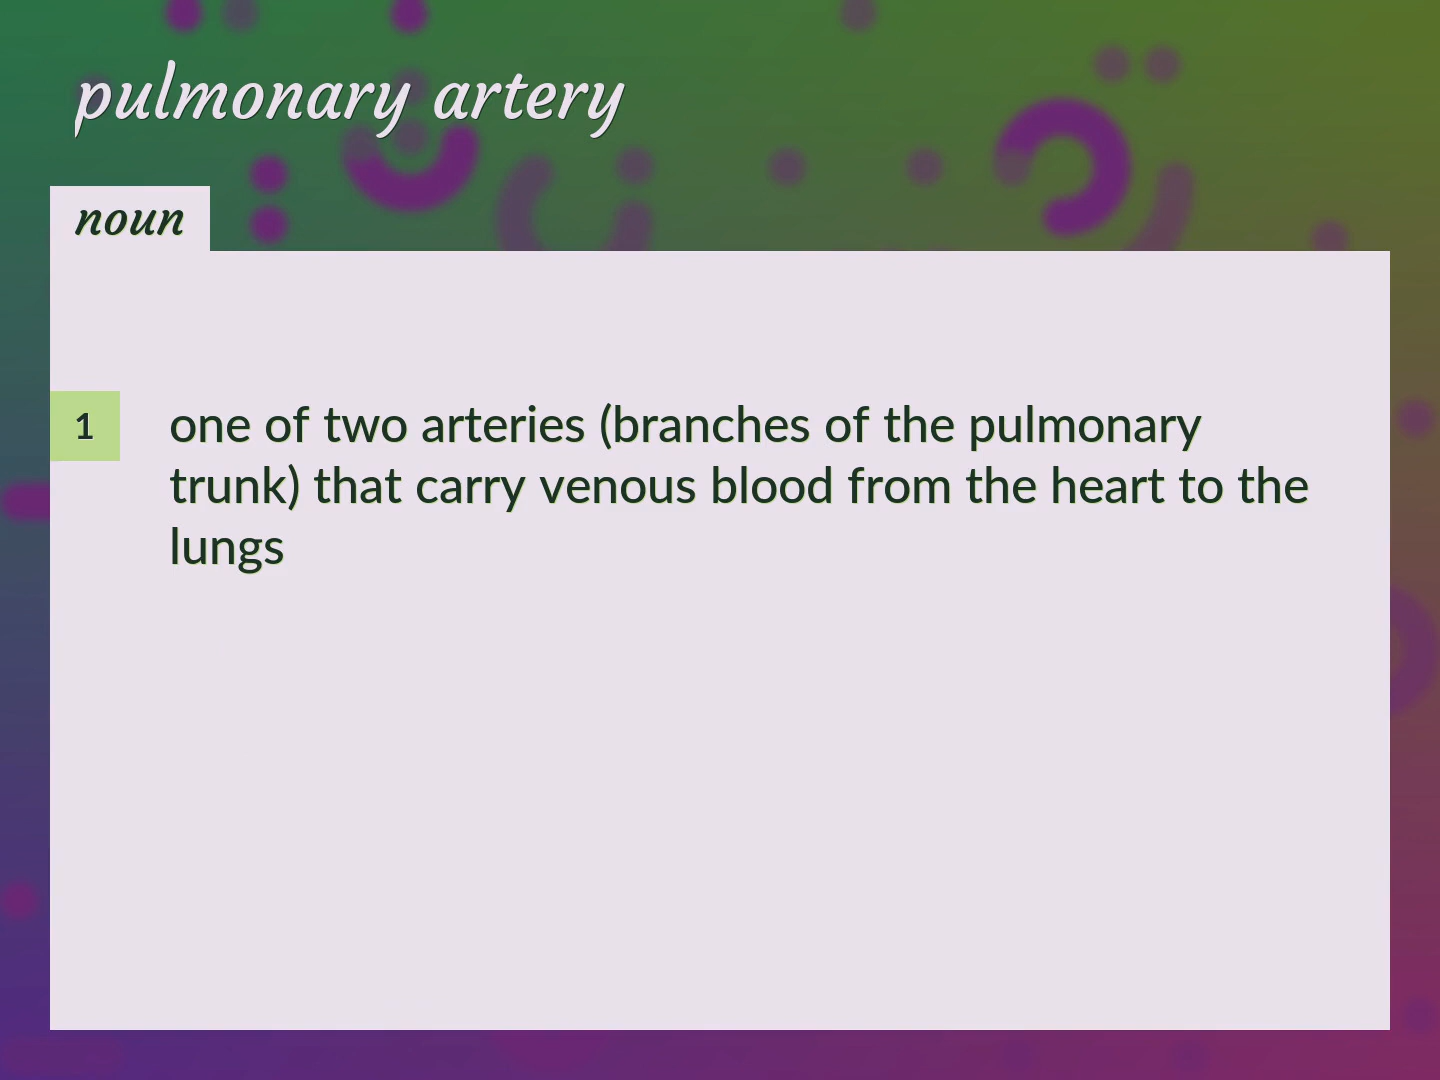 pulmonary artery
noun
1
one of two arteries (branches of the pulmonary
trunk) that carry venous blood from the heart to the
lungs